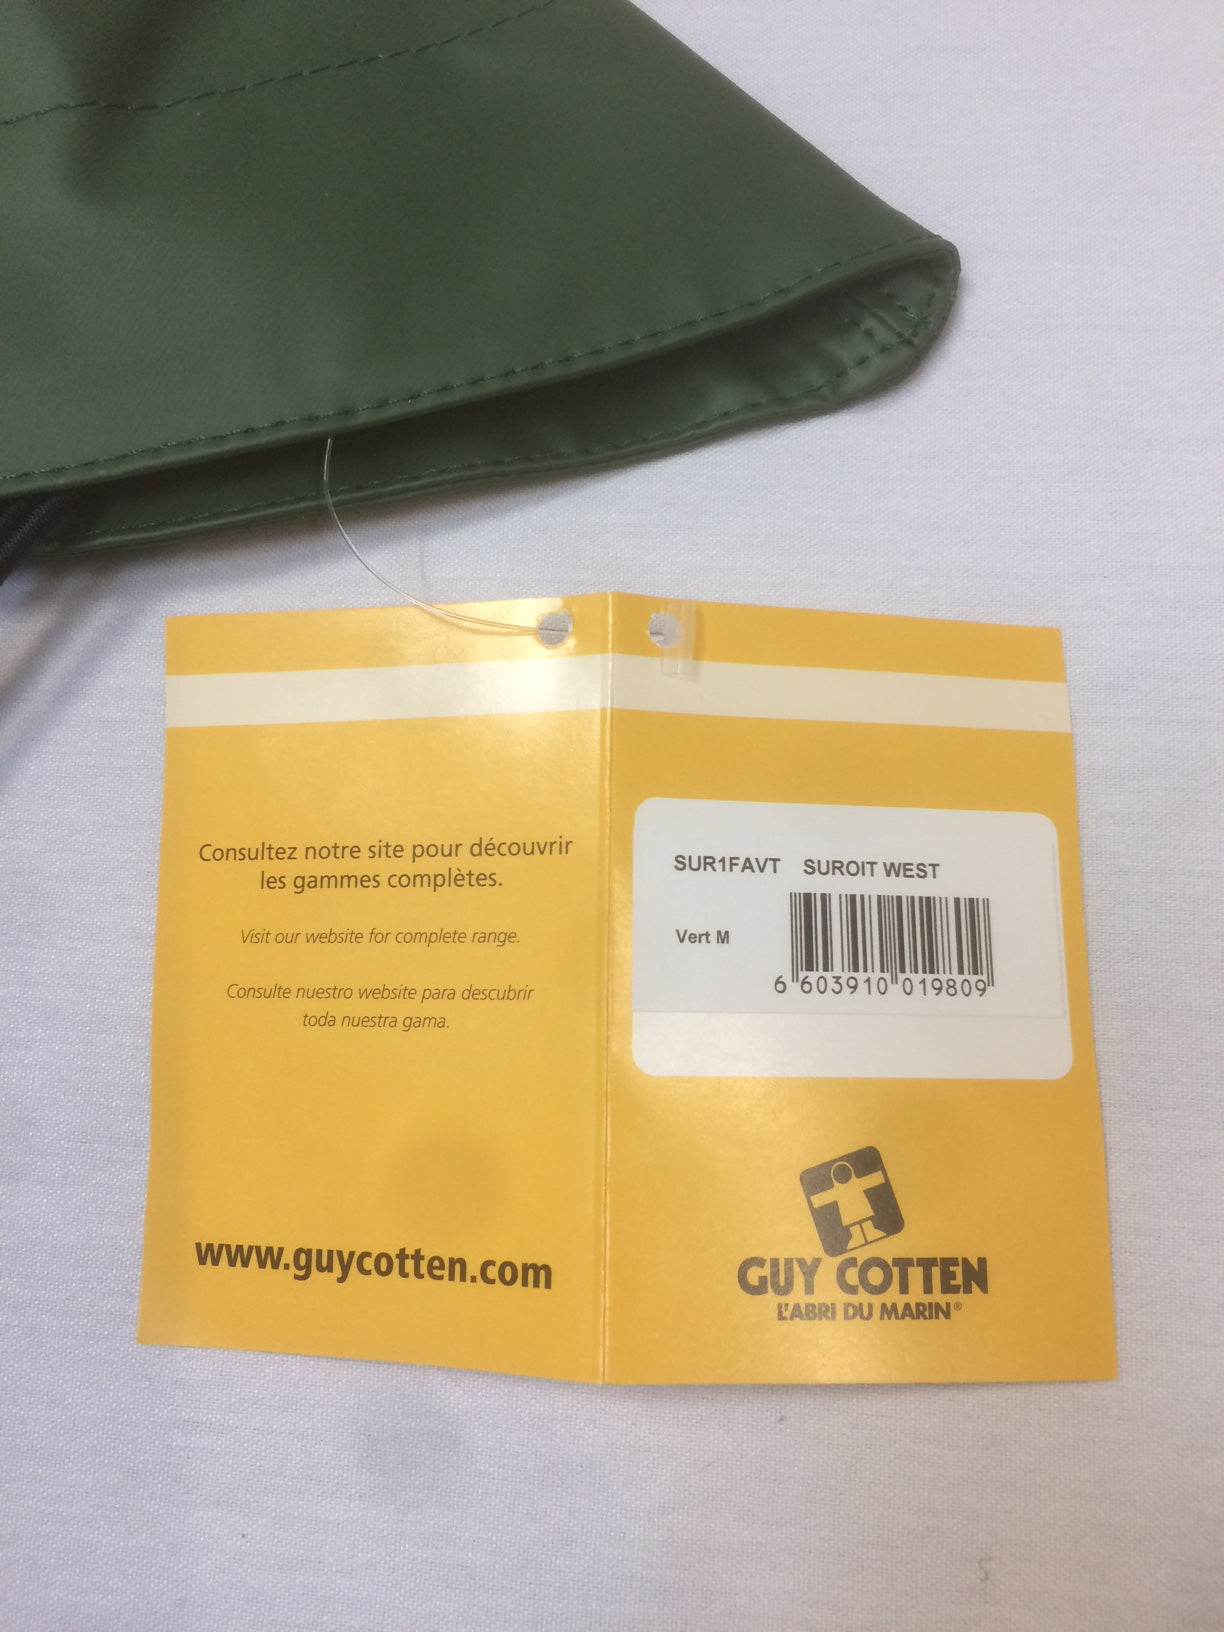 Consultez notre site pour découvrir
les gammes complètes.
Visit our website for complete range.
Consulte nuestro website para descubrir
toda nuestra gama.
www.guycotten.com
SUR1FAVT SUROIT WEST
Vert M
6 603910 019809
GUY COTTEN
L'ABRI DU MARIN®